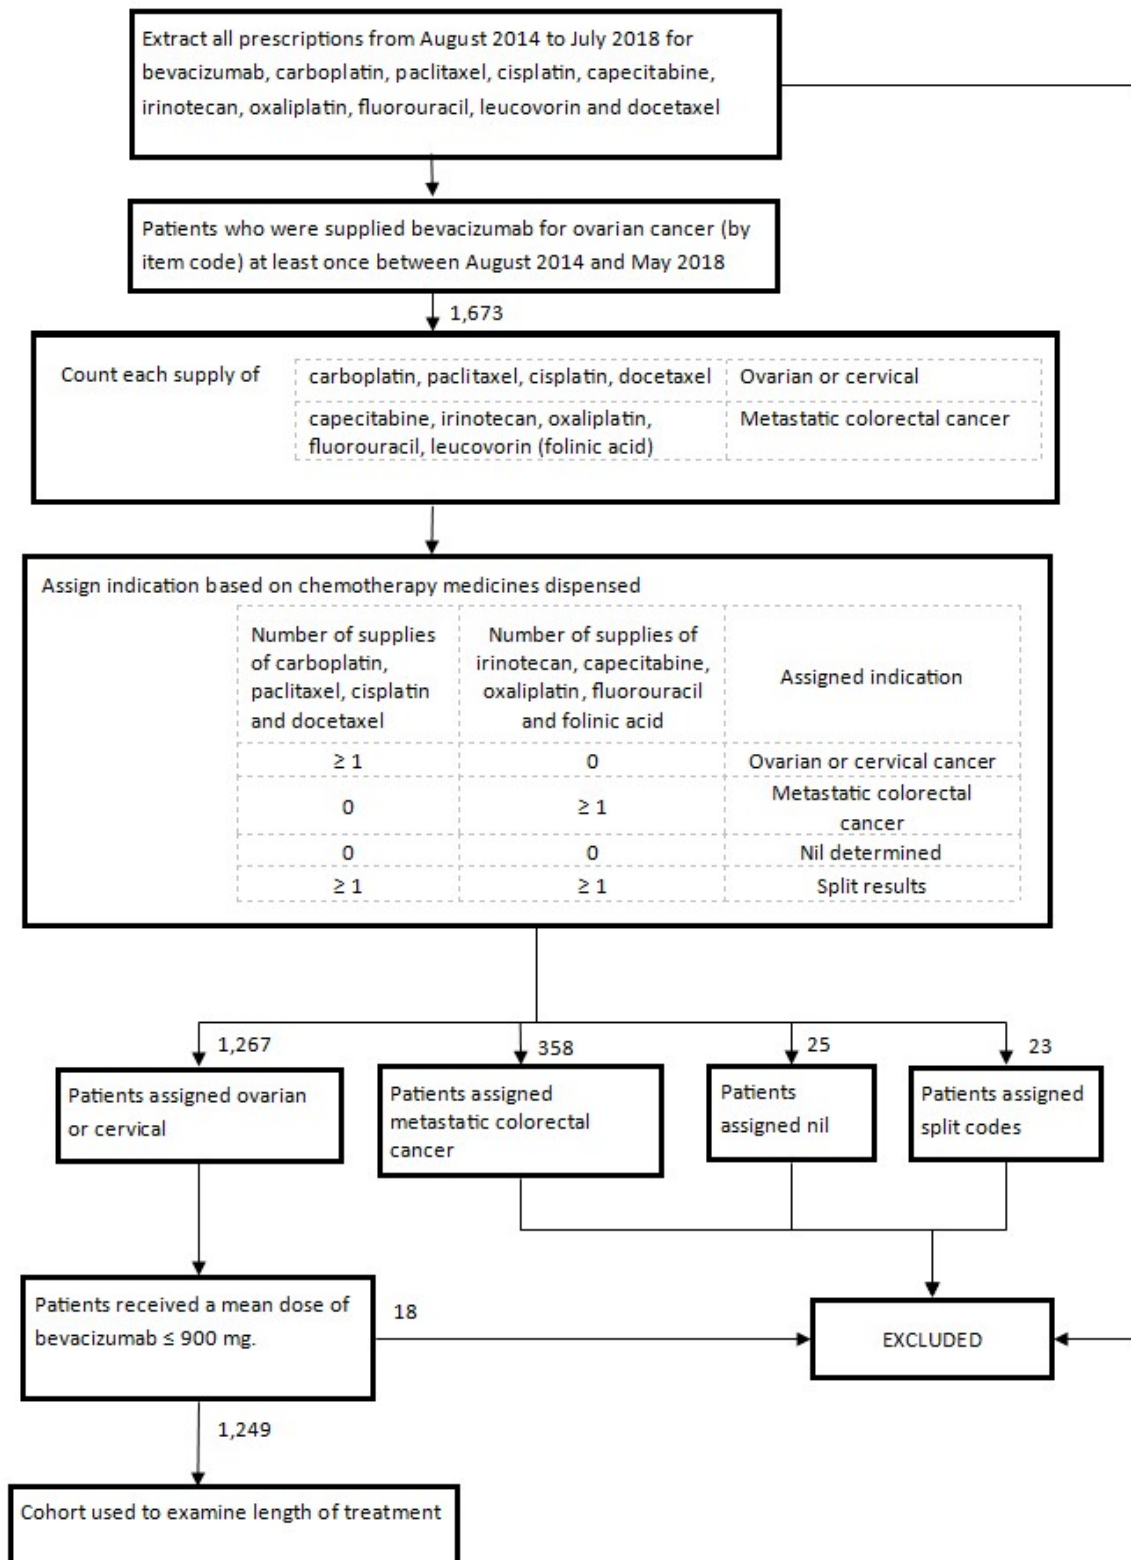 Extract all prescriptions from August 2014 to July 2018 for
bevacizumab, carboplatin, paclitaxel, cisplatin, capecitabine,
irinotecan, oxaliplatin, fluorouracil, leucovorin and docetaxel
Patients who were supplied bevacizumab for ovarian cancer (by
item code) at least once between August 2014 and May 2018
1,673
Count each supply of
carboplatin, paclitaxel, cisplatin, docetaxel
Ovarian or cervical
capecitabine, irinotecan, oxaliplatin,
fluorouracil, leucovorin (folinic acid)
Metastatic colorectal cancer
Assign indication based on chemotherapy medicines dispensed
Number of supplies
of carboplatin,
paclitaxel, cisplatin
and docetaxel
Number of supplies of
irinotecan, capecitabine,
oxaliplatin, fluorouracil
and folinic acid
Assigned indication
≥ 1
0
Ovarian or cervical cancer
0
≥ 1
Metastatic colorectal
cancer
0
0
Nil determined
≥ 1
≥ 1
Split results
1,267
358
25
23
Patients assigned ovarian
or cervical
Patients assigned
metastatic colorectal
cancer
Patients
assigned nil
Patients assigned
split codes
Patients received a mean dose of
bevacizumab ≤ 900 mg.
18
EXCLUDED
1,249
Cohort used to examine length of treatment